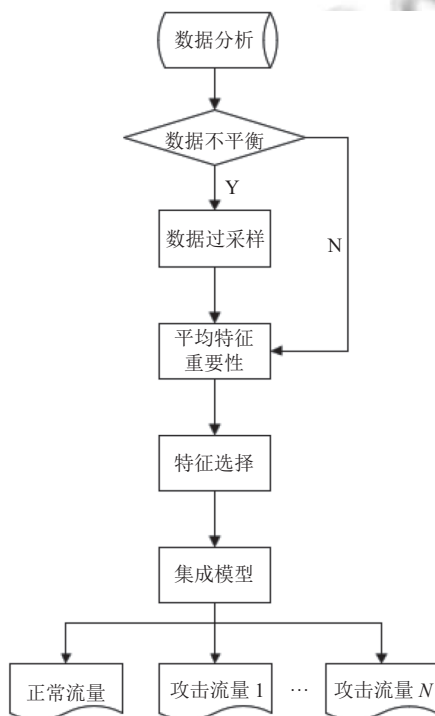 数据分析
数据不平衡
Y
N
数据过采样
平均特征
重要性
特征选择
集成模型
正常流量
攻击流量 1
…
攻击流量 N